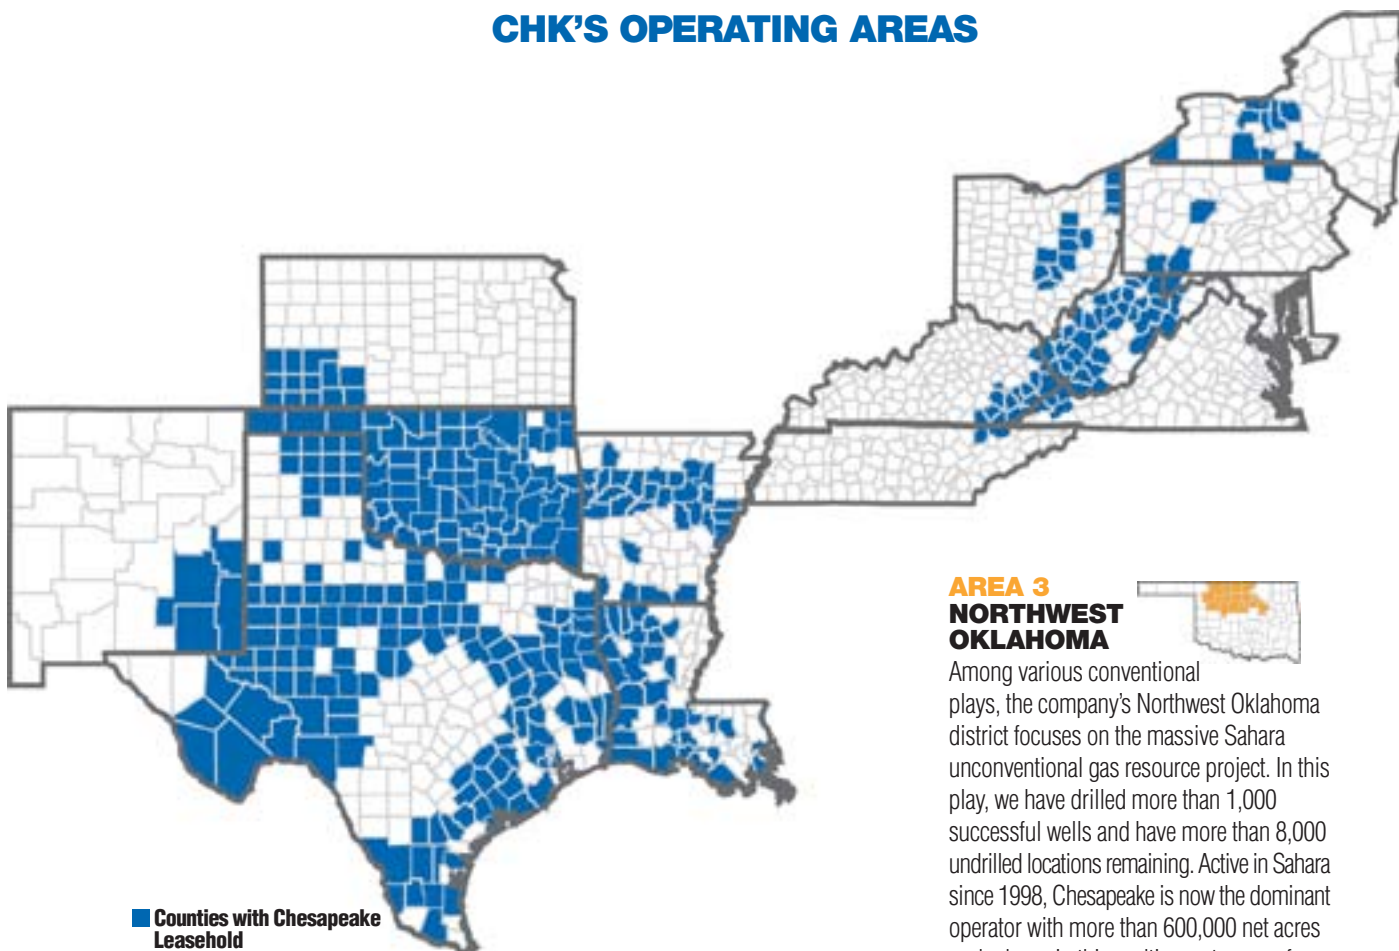 CHK'S OPERATING AREAS
Counties with Chesapeake
Leasehold
AREA 3
NORTHWEST
OKLAHOMA
Among various conventional
plays, the company's Northwest Oklahoma
district focuses on the massive Sahara
unconventional gas resource project. In this
play, we have drilled more than 1,000
successful wells and have more than 8,000
undrilled locations remaining. Active in Sahara
since 1998, Chesapeake is now the dominant
operator with more than 600,000 net acres